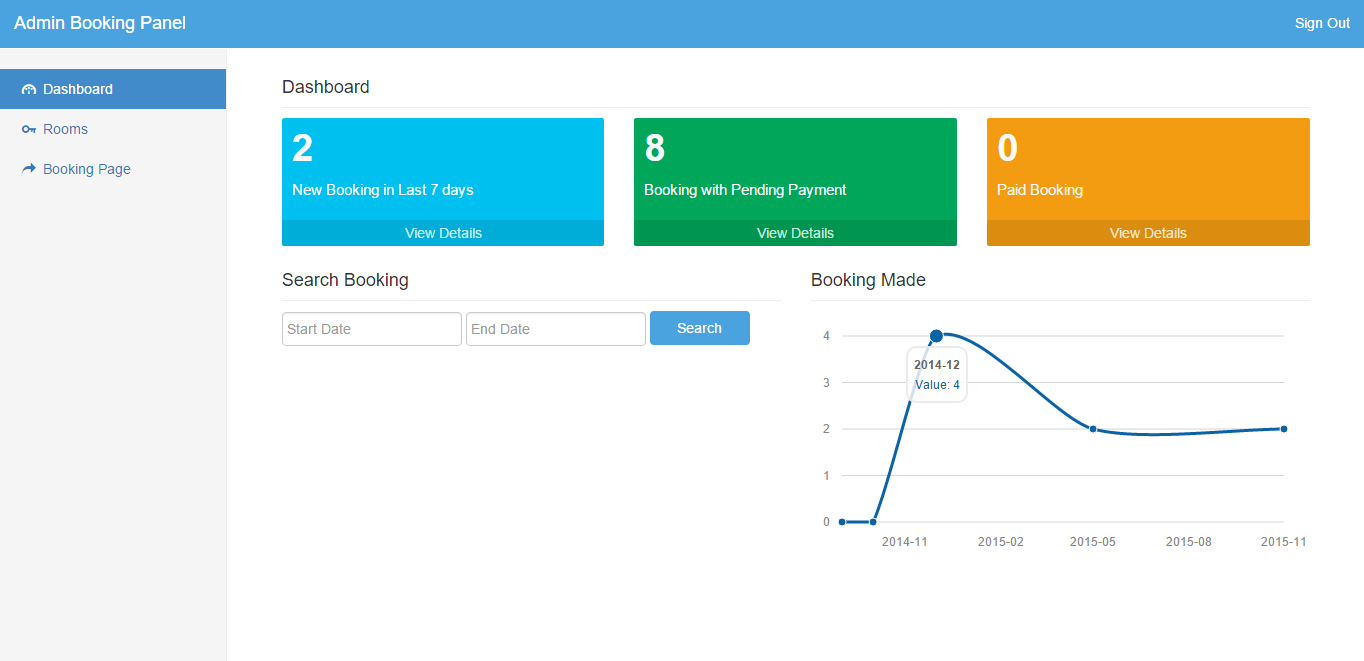 Admin Booking Panel
Sign Out
Dashboard
Rooms
Booking Page
Dashboard
2
New Booking in Last 7 days
View Details
8
Booking with Pending Payment
View Details
0
Paid Booking
View Details
Search Booking
Start Date
End Date
Search
Booking Made
4
3
2
1
0
2014-12
Value: 4
2014-11
2015-02
2015-05
2015-08
2015-11